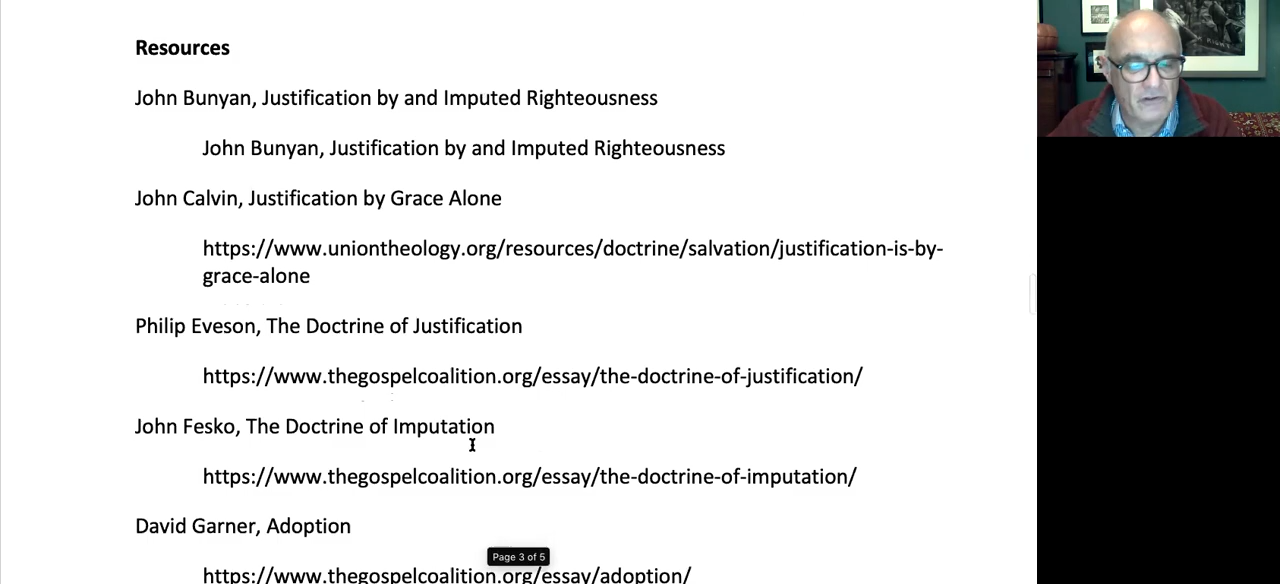 Resources
John Bunyan, Justification by and Imputed Righteousness
John Bunyan, Justification by and Imputed Righteousness
John Calvin, Justification by Grace Alone
https://www.uniontheology.org/resources/doctrine/salvation/justification-is-by-
grace-alone
Philip Eveson, The Doctrine of Justification
https://www.thegospelcoalition.org/essay/the-doctrine-of-justification/
John Fesko, The Doctrine of Imputation
https://www.thegospelcoalition.org/essay/the-doctrine-of-imputation/
David Garner, Adoption
Page 3 of 5
https://www.thegospelcoalition.org/essay/adoption/